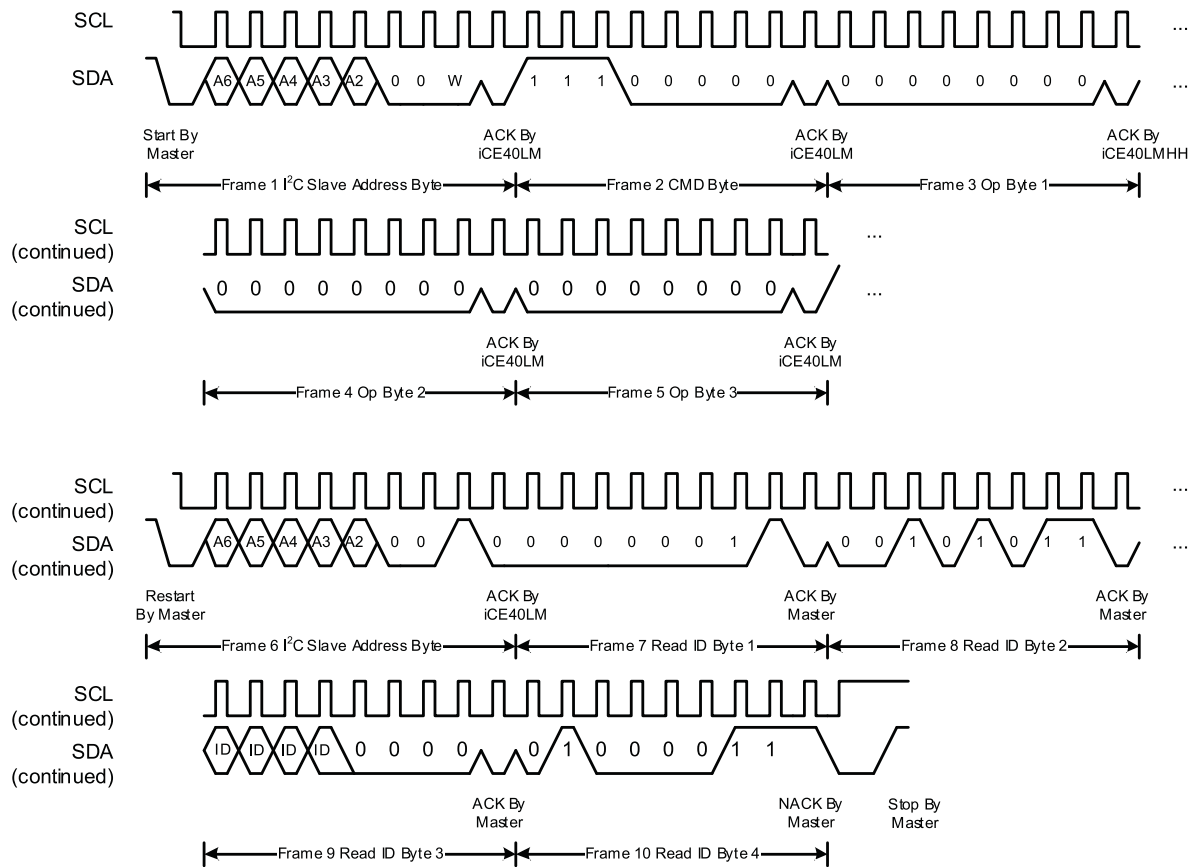 SCL
...
SDA
A6 A5 A4 A3 A2 0 0 W 1 1 1 0 0 0 0 0 0 0 0 0 0 0 0 0
...
Start By
Master
ACK By
iCE40LM
ACK By
iCE40LM
ACK By
iCE40LMHH
Frame 1 I²C Slave Address Byte
Frame 2 CMD Byte
Frame 3 Op Byte 1
SCL
(continued)
...
SDA
(continued)
0 0 0 0 0 0 0 0 0 0 0 0 0 0 0 0
...
ACK By
iCE40LM
ACK By
iCE40LM
Frame 4 Op Byte 2
Frame 5 Op Byte 3
SCL
(continued)
...
SDA
(continued)
A6 A5 A4 A3 A2 0 0 0 0 0 0 0 0 0 1 0 0 1 0 1 0 1 1
...
Restart
By Master
ACK By
iCE40LM
ACK By
Master
ACK By
Master
Frame 6 I²C Slave Address Byte
Frame 7 Read ID Byte 1
Frame 8 Read ID Byte 2
SCL
(continued)
SDA
(continued)
ID ID ID ID 0 0 0 0 0 1 0 0 0 0 1 1
ACK By
Master
NACK By
Master
Stop By
Master
Frame 9 Read ID Byte 3
Frame 10 Read ID Byte 4